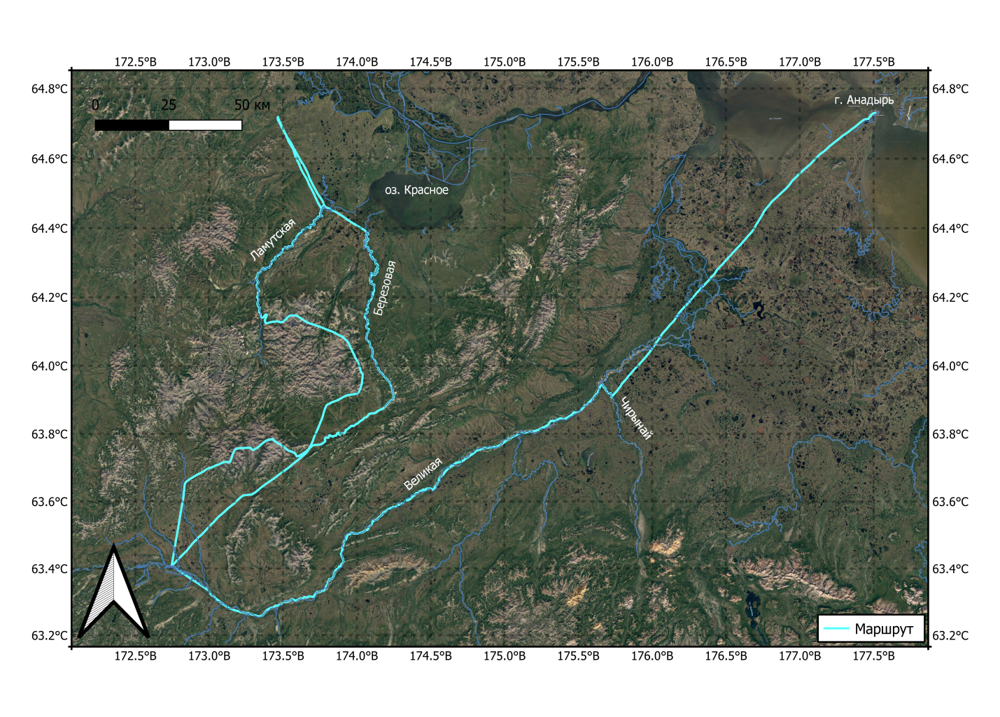 172.5°В 173.0°В 173.5°В 174.0°В 174.5°В 175.0°В 175.5°В 176.0°В 176.5°В 177.0°В 177.5°В
64.8°С 64.8°С
г. Анадырь
0 25 50 км
64.6°С 64.6°С
оз. Красное
64.4°С 64.4°С
Ламутская
Березовая
64.2°С 64.2°С
64.0°С 64.0°С
Чирынай
63.8°С 63.8°С
Великая
63.6°С 63.6°С
63.4°С 63.4°С
Маршрут
63.2°С 63.2°С
172.5°В 173.0°В 173.5°В 174.0°В 174.5°В 175.0°В 175.5°В 176.0°В 176.5°В 177.0°В 177.5°В